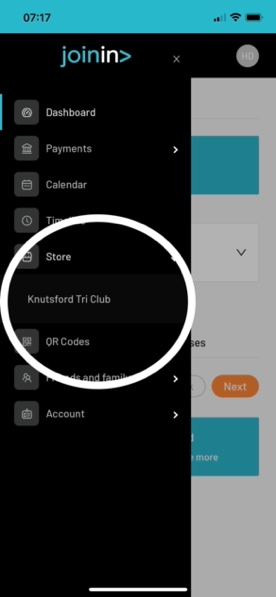 07:17
joinin>
x
HD
Dashboard
Payments
Calendar
Store
Knutsford Tri Club
QR Codes
ses
Friends and family
Next
Account
d
more